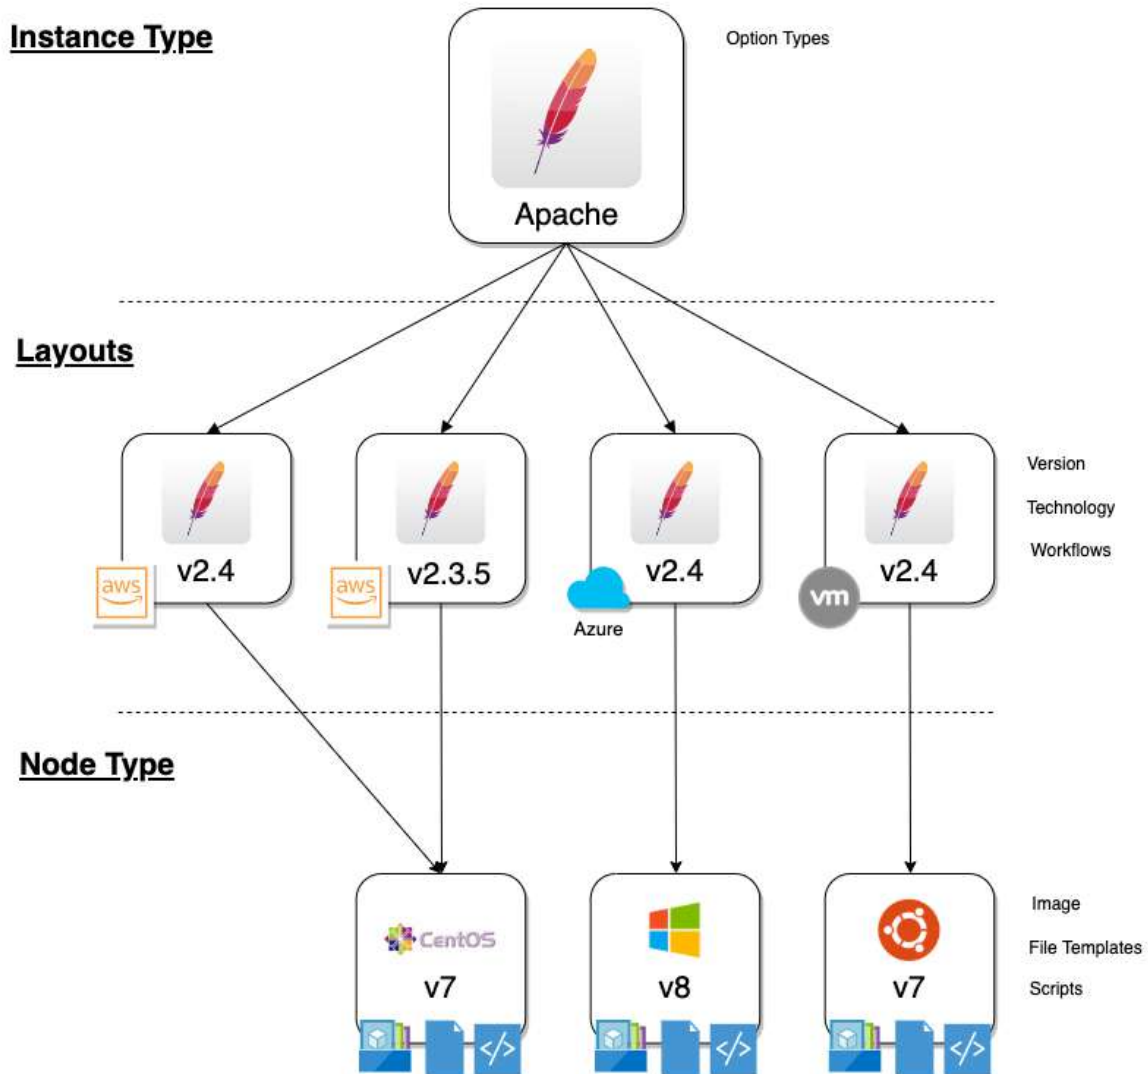 Instance Type
Option Types
Apache
Layouts
Version
Technology
Workflows
v2.4
v2.3.5
v2.4
v2.4
aws
aws
Azure
vm
Node Type
Image
File Templates
Scripts
CentOS
v7
v8
v7
</>
</>
</>